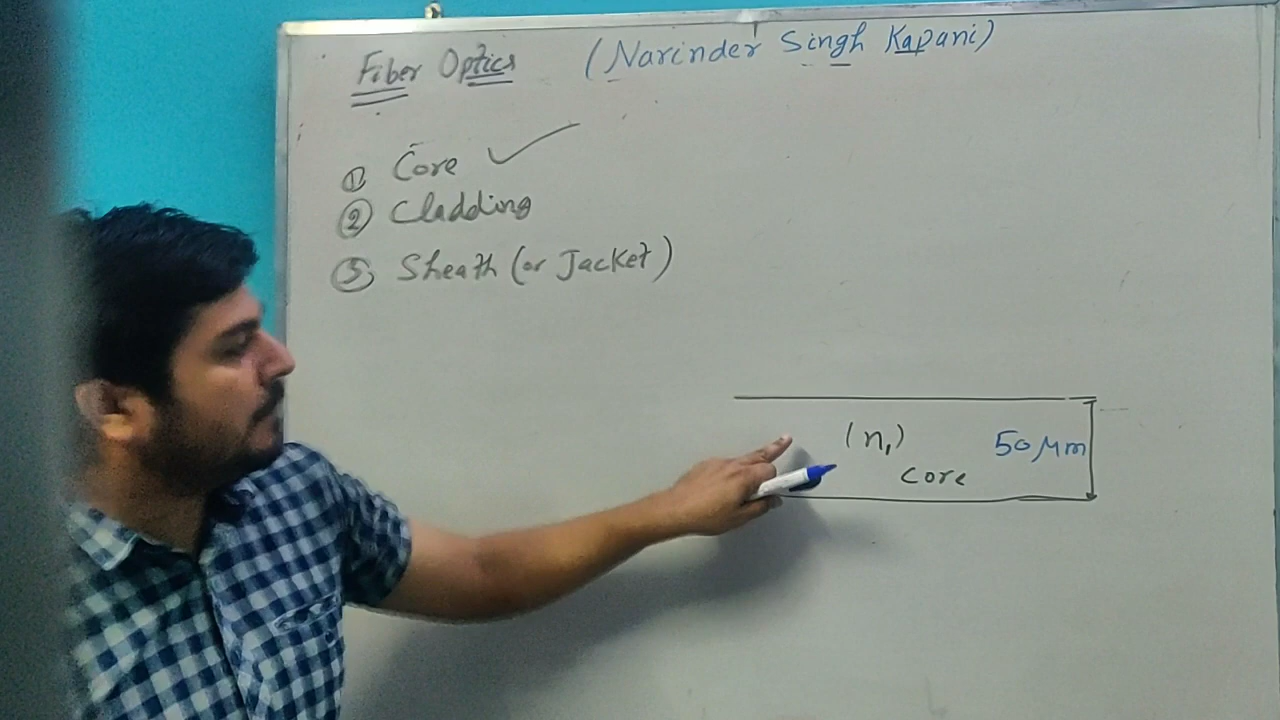 Fiber Optics (Narinder Singh Kapani)
① Core ✓
② Cladding
③ Sheath (or Jacket)
(n₁) 50 μm
Core